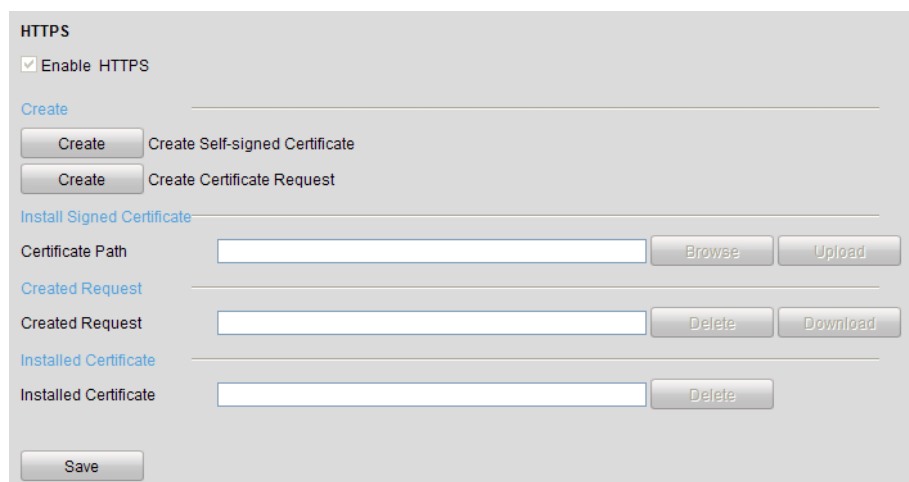 HTTPS
Enable HTTPS
Create
Create Create Self-signed Certificate
Create Create Certificate Request
Install Signed Certificate
Certificate Path Browse Upload
Created Request
Created Request Delete Download
Installed Certificate
Installed Certificate Delete
Save